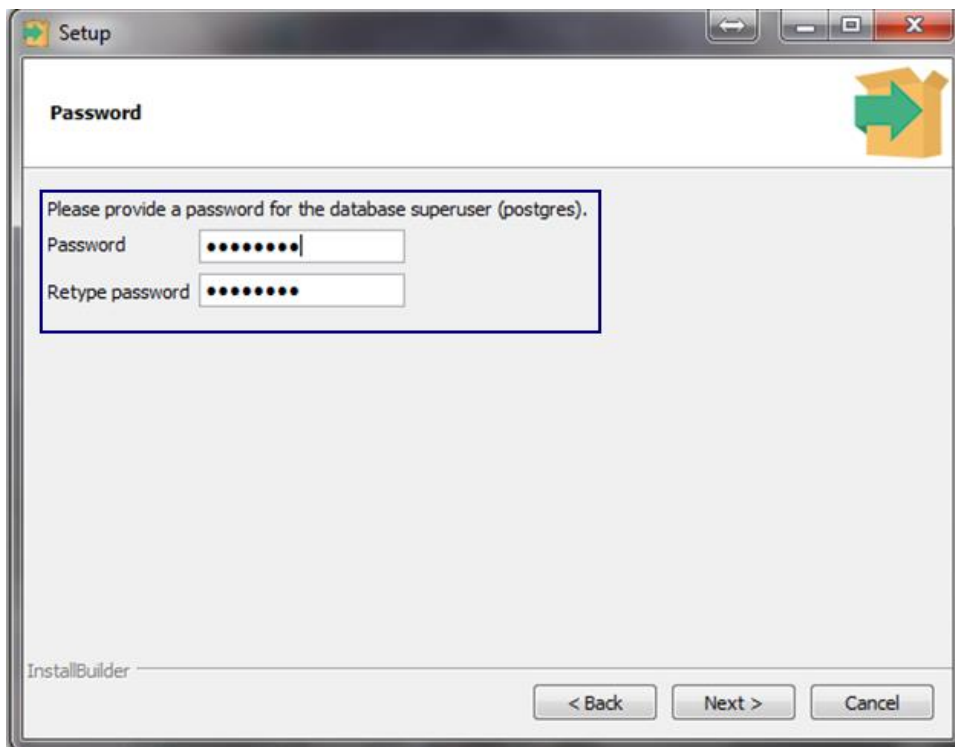 Setup
Password
Please provide a password for the database superuser (postgres).
Password ••••••••
Retype password ••••••••
InstallBuilder
< Back Next > Cancel